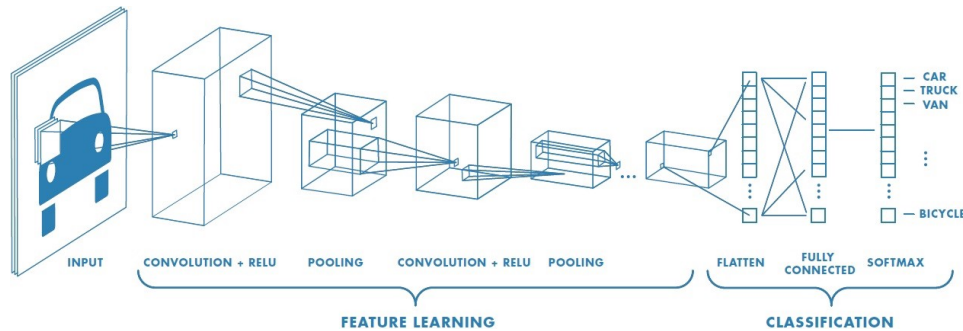 CAR
TRUCK
VAN
BICYCLE
INPUT
CONVOLUTION + RELU
POOLING
CONVOLUTION + RELU
POOLING
FLATTEN
FULLY
CONNECTED
SOFTMAX
FEATURE LEARNING
CLASSIFICATION